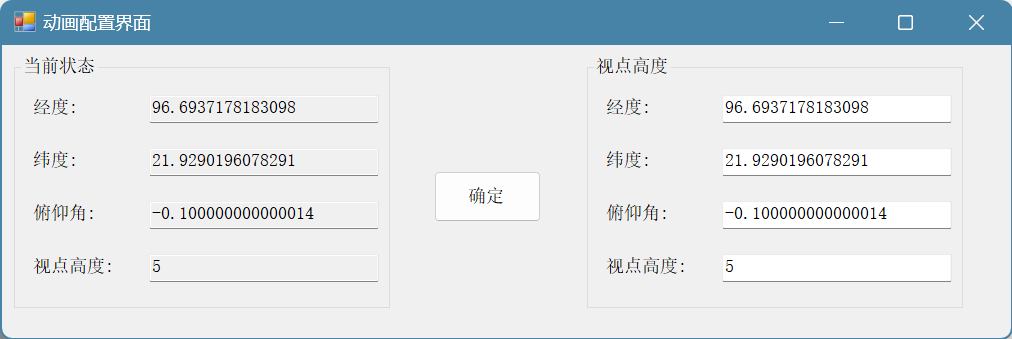 动画配置界面
当前状态
经度:
96.6937178183098
纬度:
21.9290196078291
俯仰角:
-0.100000000000014
视点高度:
5
确定
视点高度
经度:
96.6937178183098
纬度:
21.9290196078291
俯仰角:
-0.100000000000014
视点高度:
5